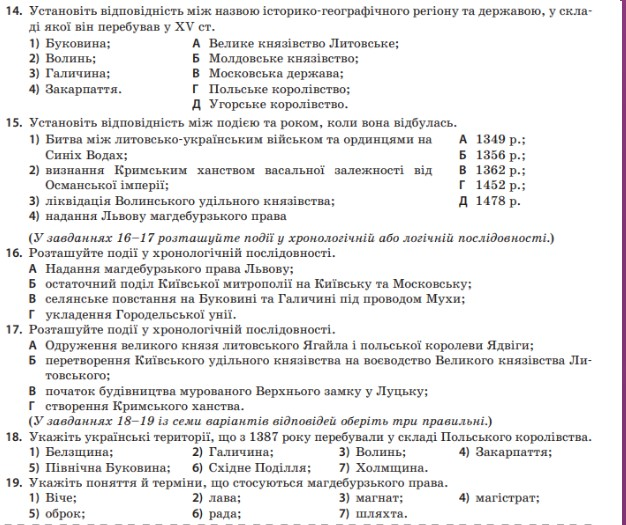 14. Установіть відповідність між назвою історико-географічного регіону та державою, у скла-
ді якої він перебував у XV ст.
1) Буковина; А Велике князівство Литовське;
2) Волинь; Б Молдовське князівство;
3) Галичина; В Московська держава;
4) Закарпаття. Г Польське королівство;
Д Угорське королівство.
15. Установіть відповідність між подією та роком, коли вона відбулась.
1) Битва між литовсько-українським військом та ординцями на А 1349 р.;
Синіх Водах; Б 1356 р.;
2) визнання Кримським ханством васальної залежності від В 1362 р.;
Османської імперії; Г 1452 р.;
3) ліквідація Волинського удільного князівства; Д 1478 р.
4) надання Львову магдебурзького права
(У завданнях 16–17 розташуйте події у хронологічній або логічній послідовності.)
16. Розташуйте події у хронологічній послідовності.
А Надання магдебурзького права Львову;
Б остаточний поділ Київської митрополії на Київську та Московську;
В селянське повстання на Буковині та Галичині під проводом Мухи;
Г укладення Городельської унії.
17. Розташуйте події у хронологічній послідовності.
А Одруження великого князя литовського Ягайла і польської королеви Ядвіги;
Б перетворення Київського удільного князівства на воєводство Великого князівства Ли-
товського;
В початок будівництва мурованого Верхнього замку у Луцьку;
Г створення Кримського ханства.
(У завданнях 18–19 із семи варіантів відповідей оберіть три правильні.)
18. Укажіть українські території, що з 1387 року перебували у складі Польського королівства.
1) Белзщина; 2) Галичина; 3) Волинь; 4) Закарпаття;
5) Північна Буковина; 6) Східне Поділля; 7) Холмщина.
19. Укажіть поняття й терміни, що стосуються магдебурзького права.
1) Віче; 2) лава; 3) магнат; 4) магістрат;
5) оброк; 6) рада; 7) шляхта.